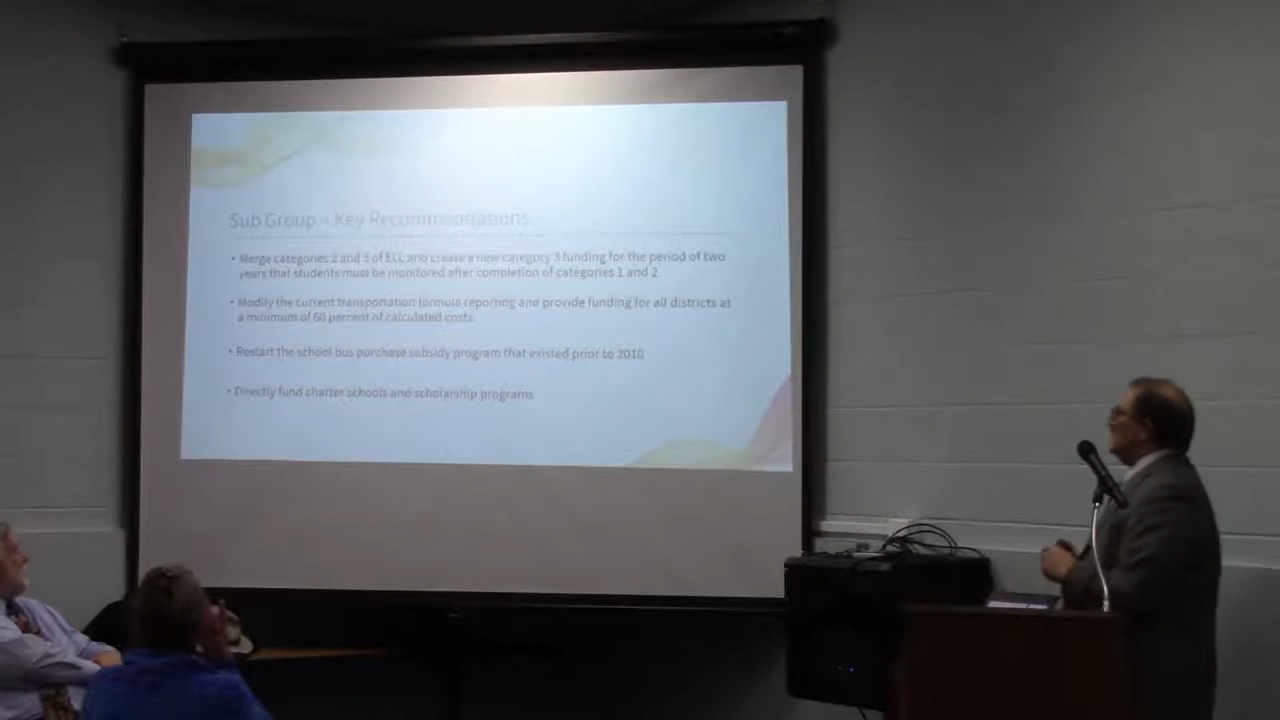 Sub Group - Key Recommendations
• Merge categories 2 and 3 of ELL and create a new category 3 funding for the period of two
years that students must be monitored after completion of categories 1 and 2
• Modify the current transportation formula reporting and provide funding for all districts at
a minimum of 60 percent of calculated costs
• Restart the school bus purchase subsidy program that existed prior to 2010
• Directly fund charter schools and scholarship programs